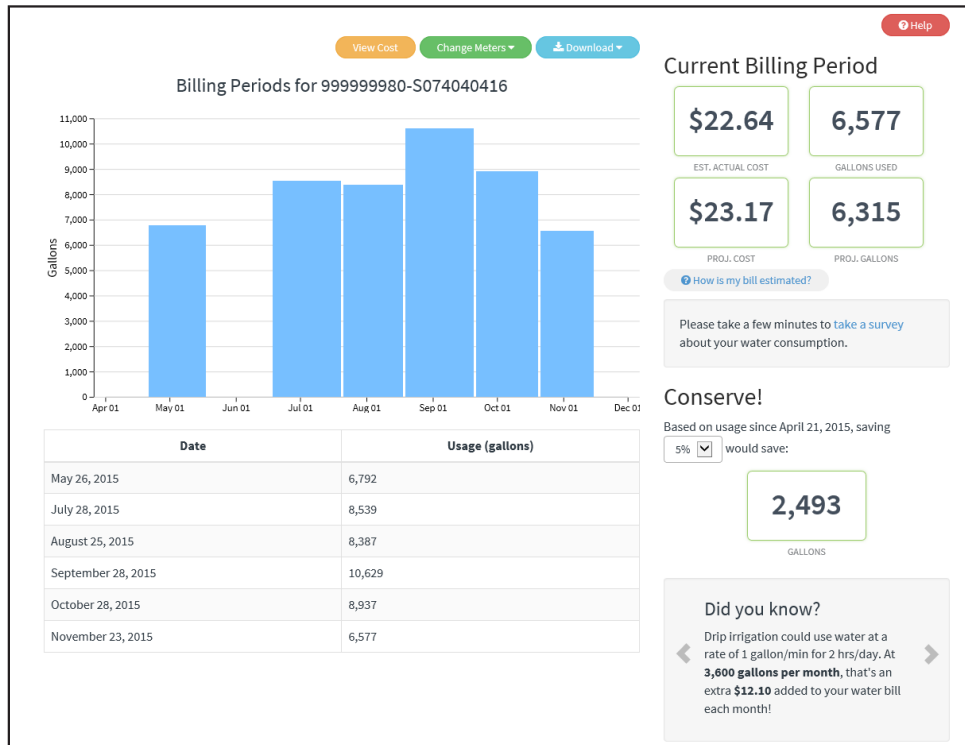 Help
View Cost
Change Meters
Download
Billing Periods for 999999980-S074040416
11,000
10,000
9,000
8,000
7,000
6,000
5,000
4,000
3,000
2,000
1,000
0
Gallons
Apr 01 May 01 Jun 01 Jul 01 Aug 01 Sep 01 Oct 01 Nov 01 Dec 01
Date Usage (gallons)
May 26, 2015 6,792
July 28, 2015 8,539
August 25, 2015 8,387
September 28, 2015 10,629
October 28, 2015 8,937
November 23, 2015 6,577
Current Billing Period
$22.64 6,577
EST. ACTUAL COST GALLONS USED
$23.17 6,315
PROJ. COST PROJ. GALLONS
How is my bill estimated?
Please take a few minutes to take a survey
about your water consumption.
Conserve!
Based on usage since April 21, 2015, saving
5% would save:
2,493
GALLONS
Did you know?
Drip irrigation could use water at a
rate of 1 gallon/min for 2 hrs/day. At
3,600 gallons per month, that's an
extra $12.10 added to your water bill
each month!